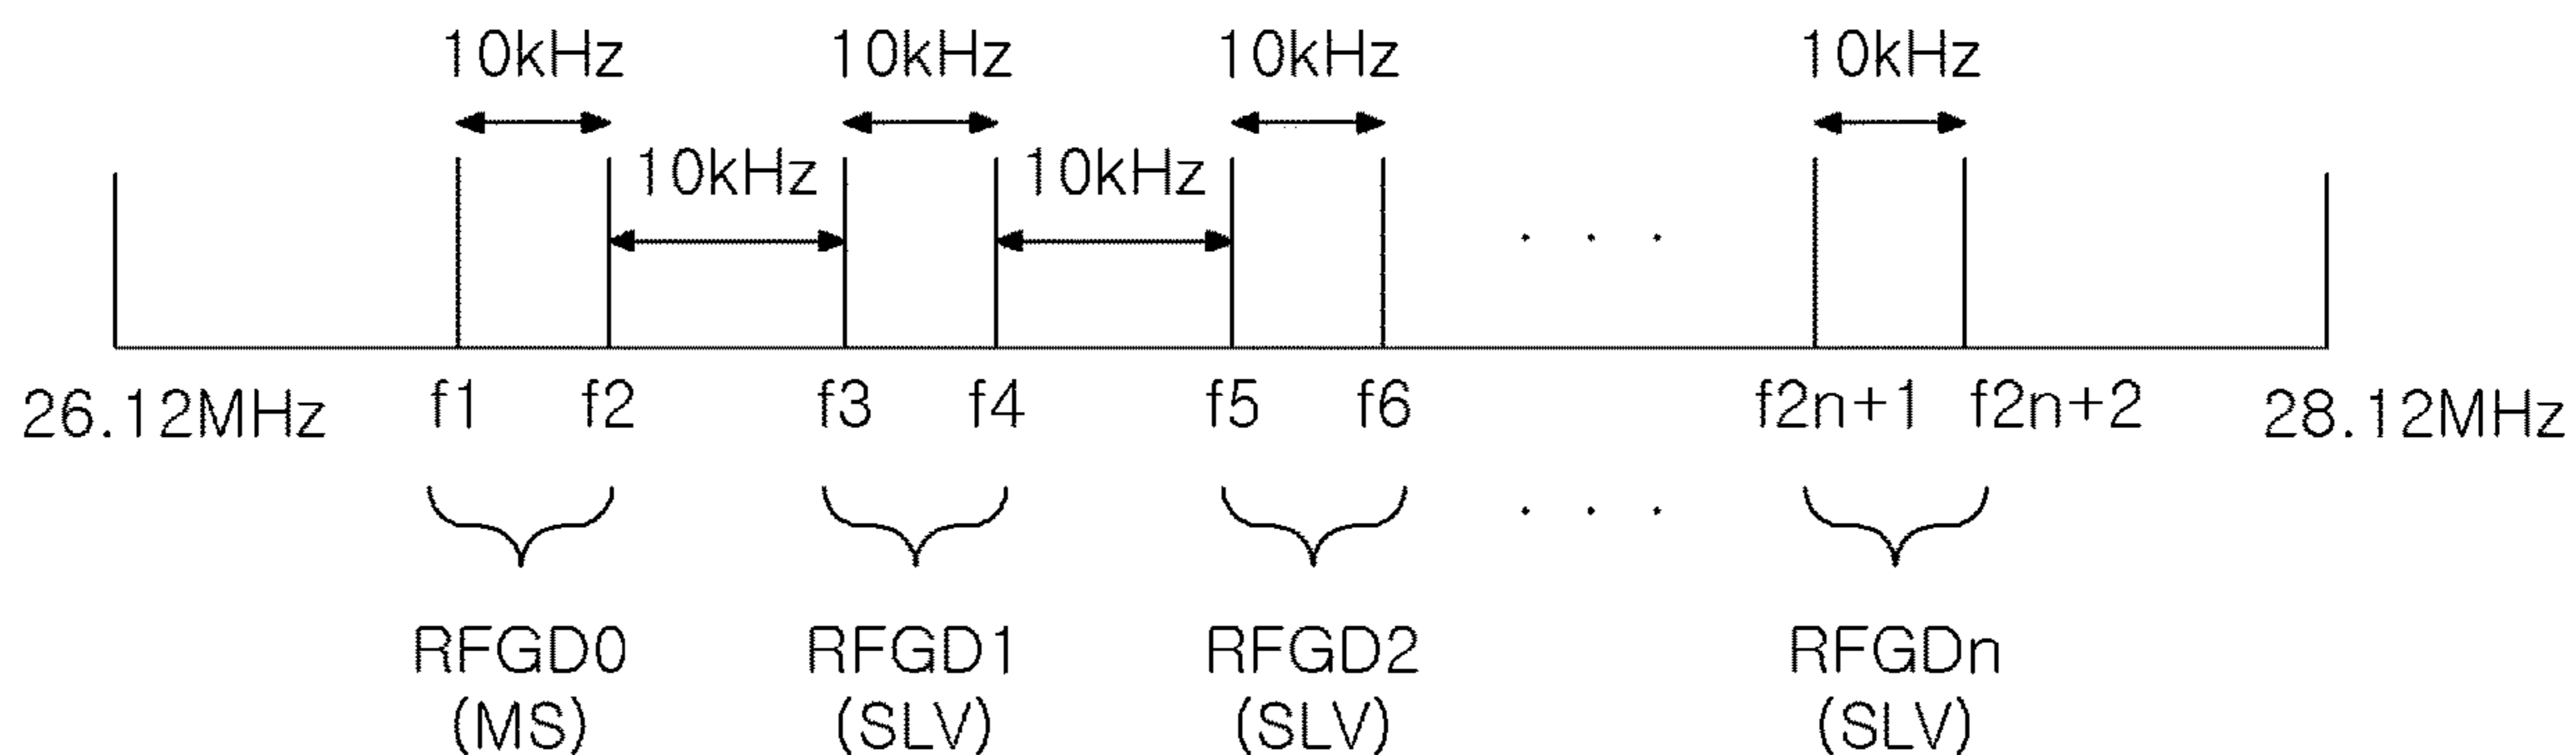 10kHz 10kHz 10kHz 10kHz
10kHz 10kHz
. . .
26.12MHz f1 f2 f3 f4 f5 f6 f2n+1 f2n+2 28.12MHz
. . .
RFGD0 RFGD1 RFGD2 RFGDn
(MS) (SLV) (SLV) (SLV)